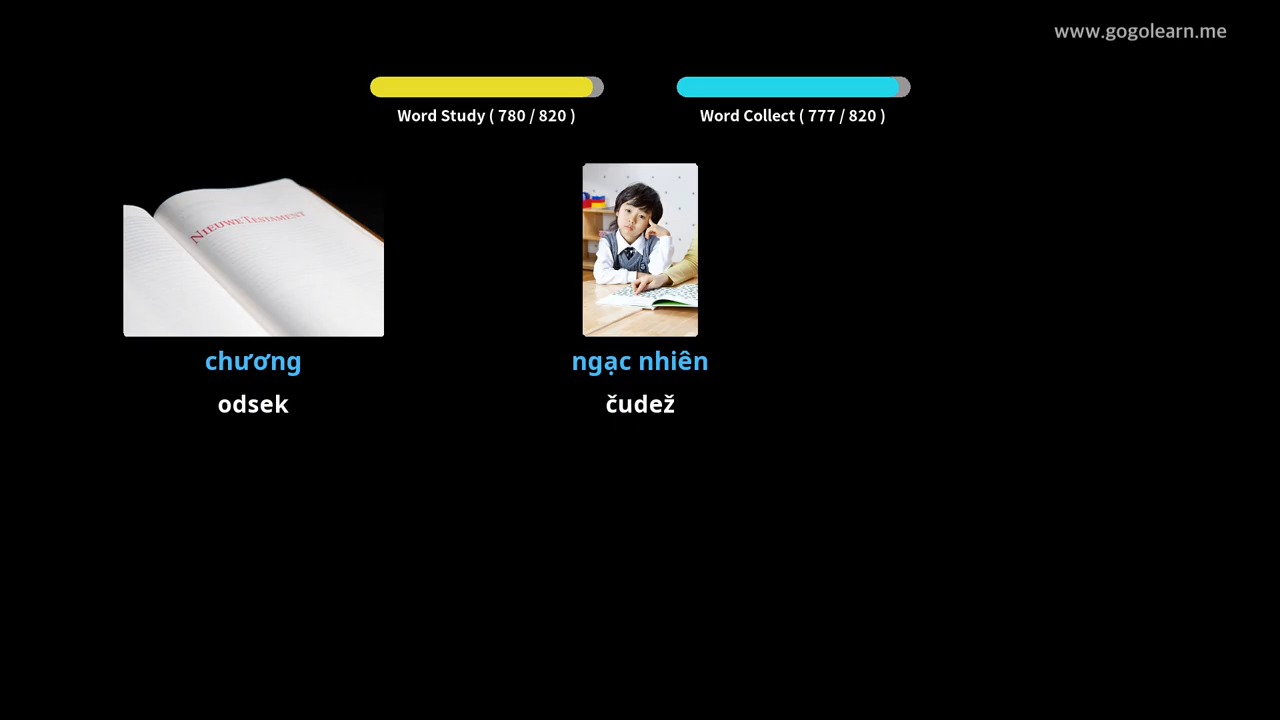 www.gogolearn.me
Word Study ( 780 / 820 )
Word Collect ( 777 / 820 )
NIEUWE TESTAMENT
chương
ngạc nhiên
odsek
čudež